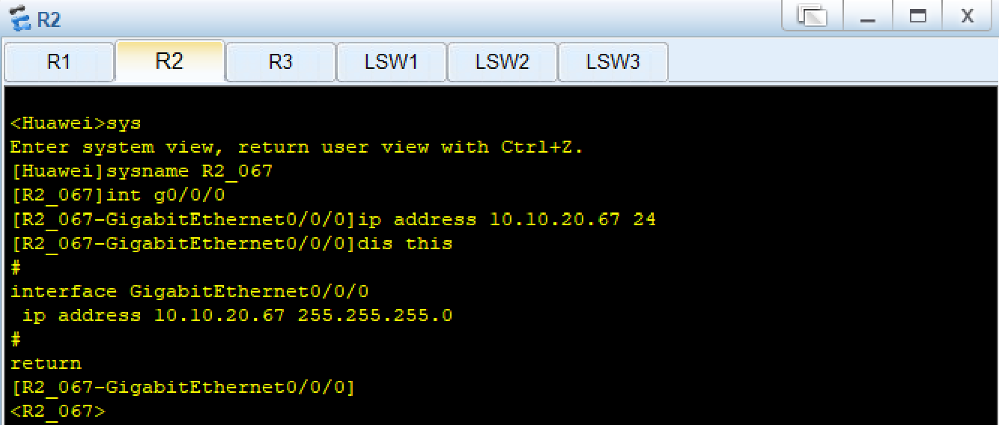 R2
R1 R2 R3 LSW1 LSW2 LSW3
<Huawei>sys
Enter system view, return user view with Ctrl+Z.
[Huawei]sysname R2_067
[R2_067]int g0/0/0
[R2_067-GigabitEthernet0/0/0]ip address 10.10.20.67 24
[R2_067-GigabitEthernet0/0/0]dis this
#
interface GigabitEthernet0/0/0
 ip address 10.10.20.67 255.255.255.0
#
return
[R2_067-GigabitEthernet0/0/0]
<R2_067>